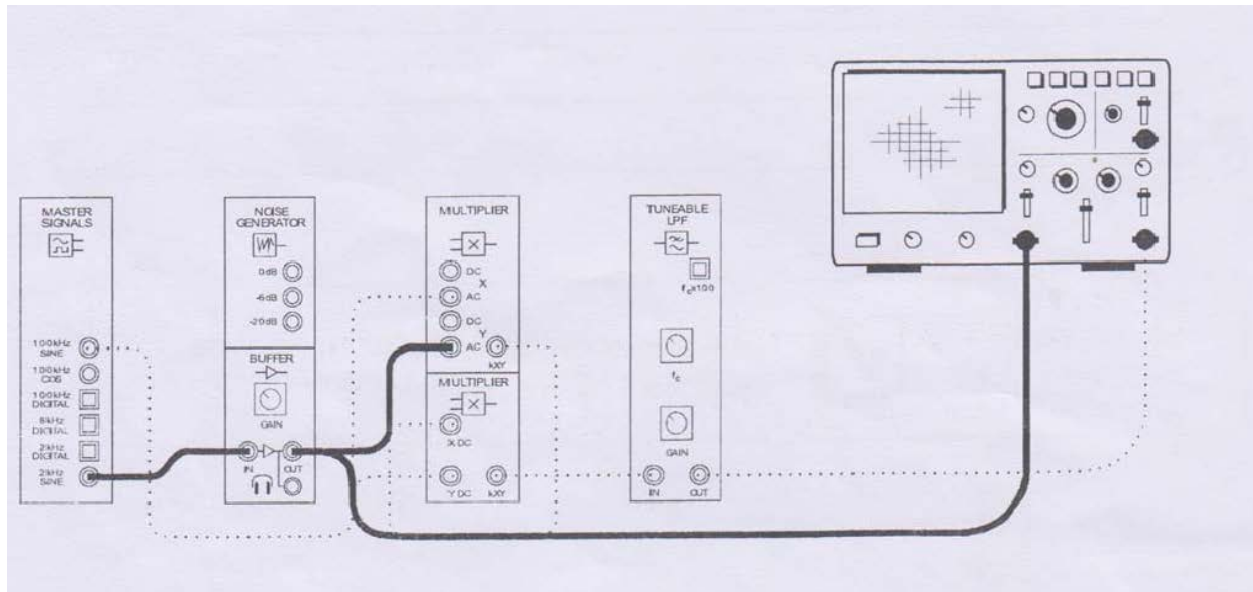 MASTER
SIGNALS
100kHz
SINE
100kHz
COS
100kHz
DIGITAL
8kHz
DIGITAL
2kHz
DIGITAL
2kHz
SINE
NOISE
GENERATOR
0dB
-6dB
-20dB
BUFFER
GAIN
IN
OUT
MULTIPLIER
X
DC
X
AC
DC
Y
AC
kXY
MULTIPLIER
X
X DC
Y DC
kXY
TUNEABLE
LPF
fc x100
fc
GAIN
IN
OUT